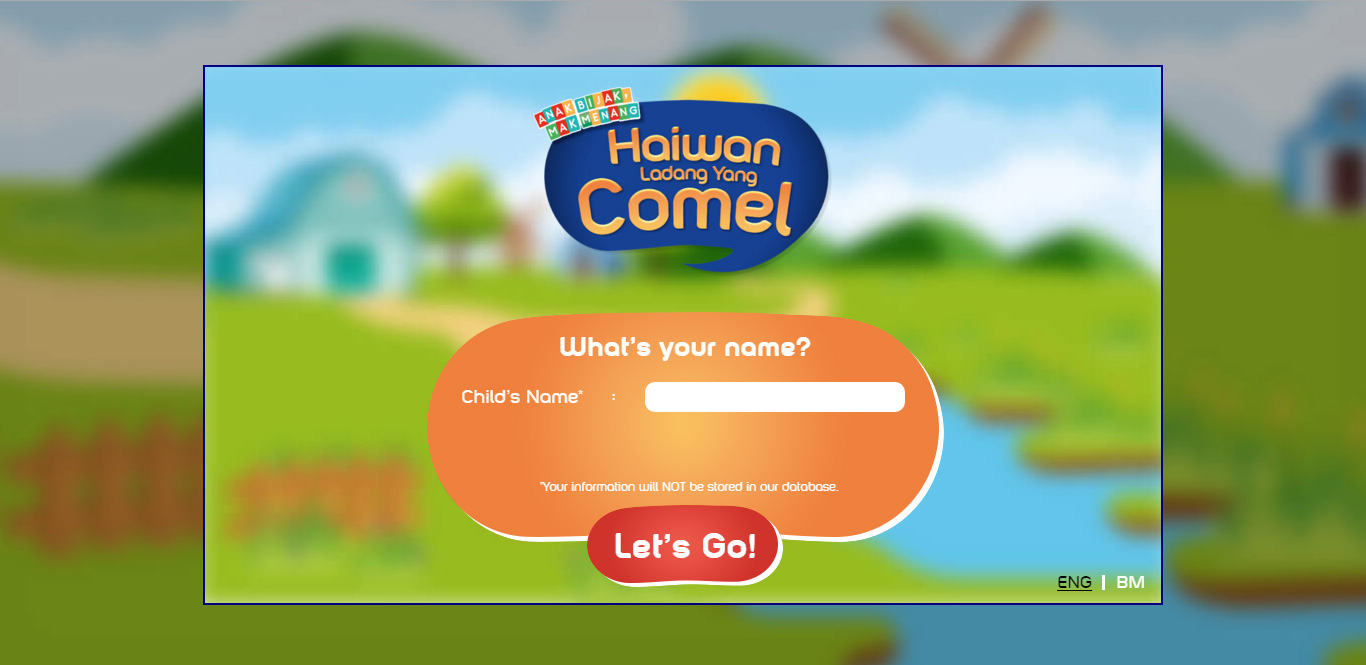 ANAK BIJAK,
MAK MENANG
Haiwan
Ladang Yang
Comel
What's your name?
Child's Name* :
*Your information will NOT be stored in our database.
Let's Go!
ENG | BM